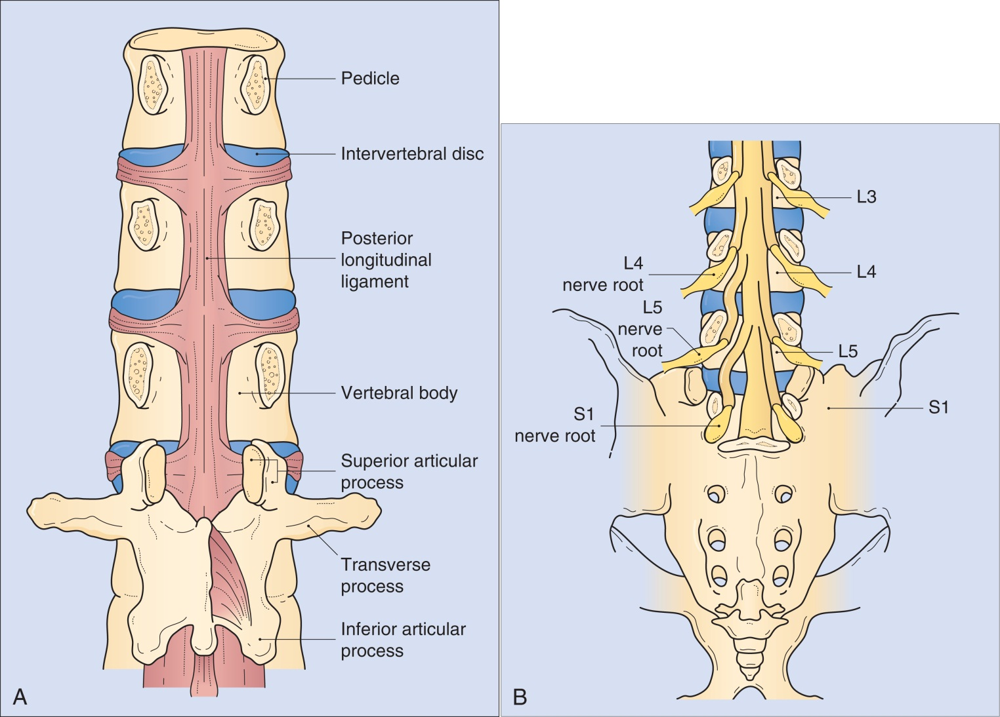 Pedicle
Intervertebral disc
Posterior
longitudinal
ligament
Vertebral body
Superior articular
process
Transverse
process
Inferior articular
process
A
L3
L4
nerve root
L4
L5
nerve
root
L5
S1
nerve root
S1
B